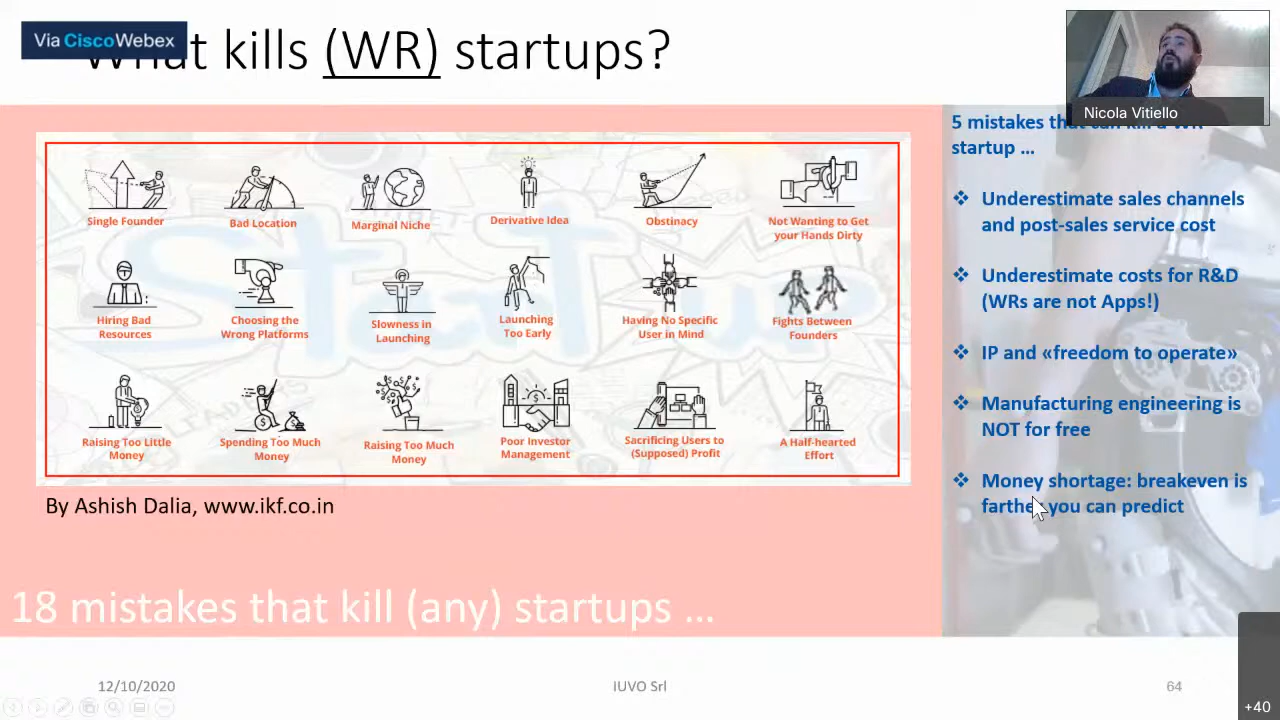 Via CiscoWebex
What kills (WR) startups?
Nicola Vitiello
Single Founder
Bad Location
Marginal Niche
Derivative Idea
Obstinacy
Not Wanting to Get
your Hands Dirty
Hiring Bad
Resources
Choosing the
Wrong Platforms
Slowness in
Launching
Launching
Too Early
Having No Specific
User in Mind
Fights Between
Founders
Raising Too Little
Money
Spending Too Much
Money
Raising Too Much
Money
Poor Investor
Management
Sacrificing Users to
(Supposed) Profit
A Half-hearted
Effort
By Ashish Dalia, www.ikf.co.in
18 mistakes that kill (any) startups ...
5 mistakes that can kill a WR
startup ...
❖ Underestimate sales channels
and post-sales service cost
❖ Underestimate costs for R&D
(WRs are not Apps!)
❖ IP and «freedom to operate»
❖ Manufacturing engineering is
NOT for free
❖ Money shortage: breakeven is
farther you can predict
12/10/2020
IUVO Srl
64
+40